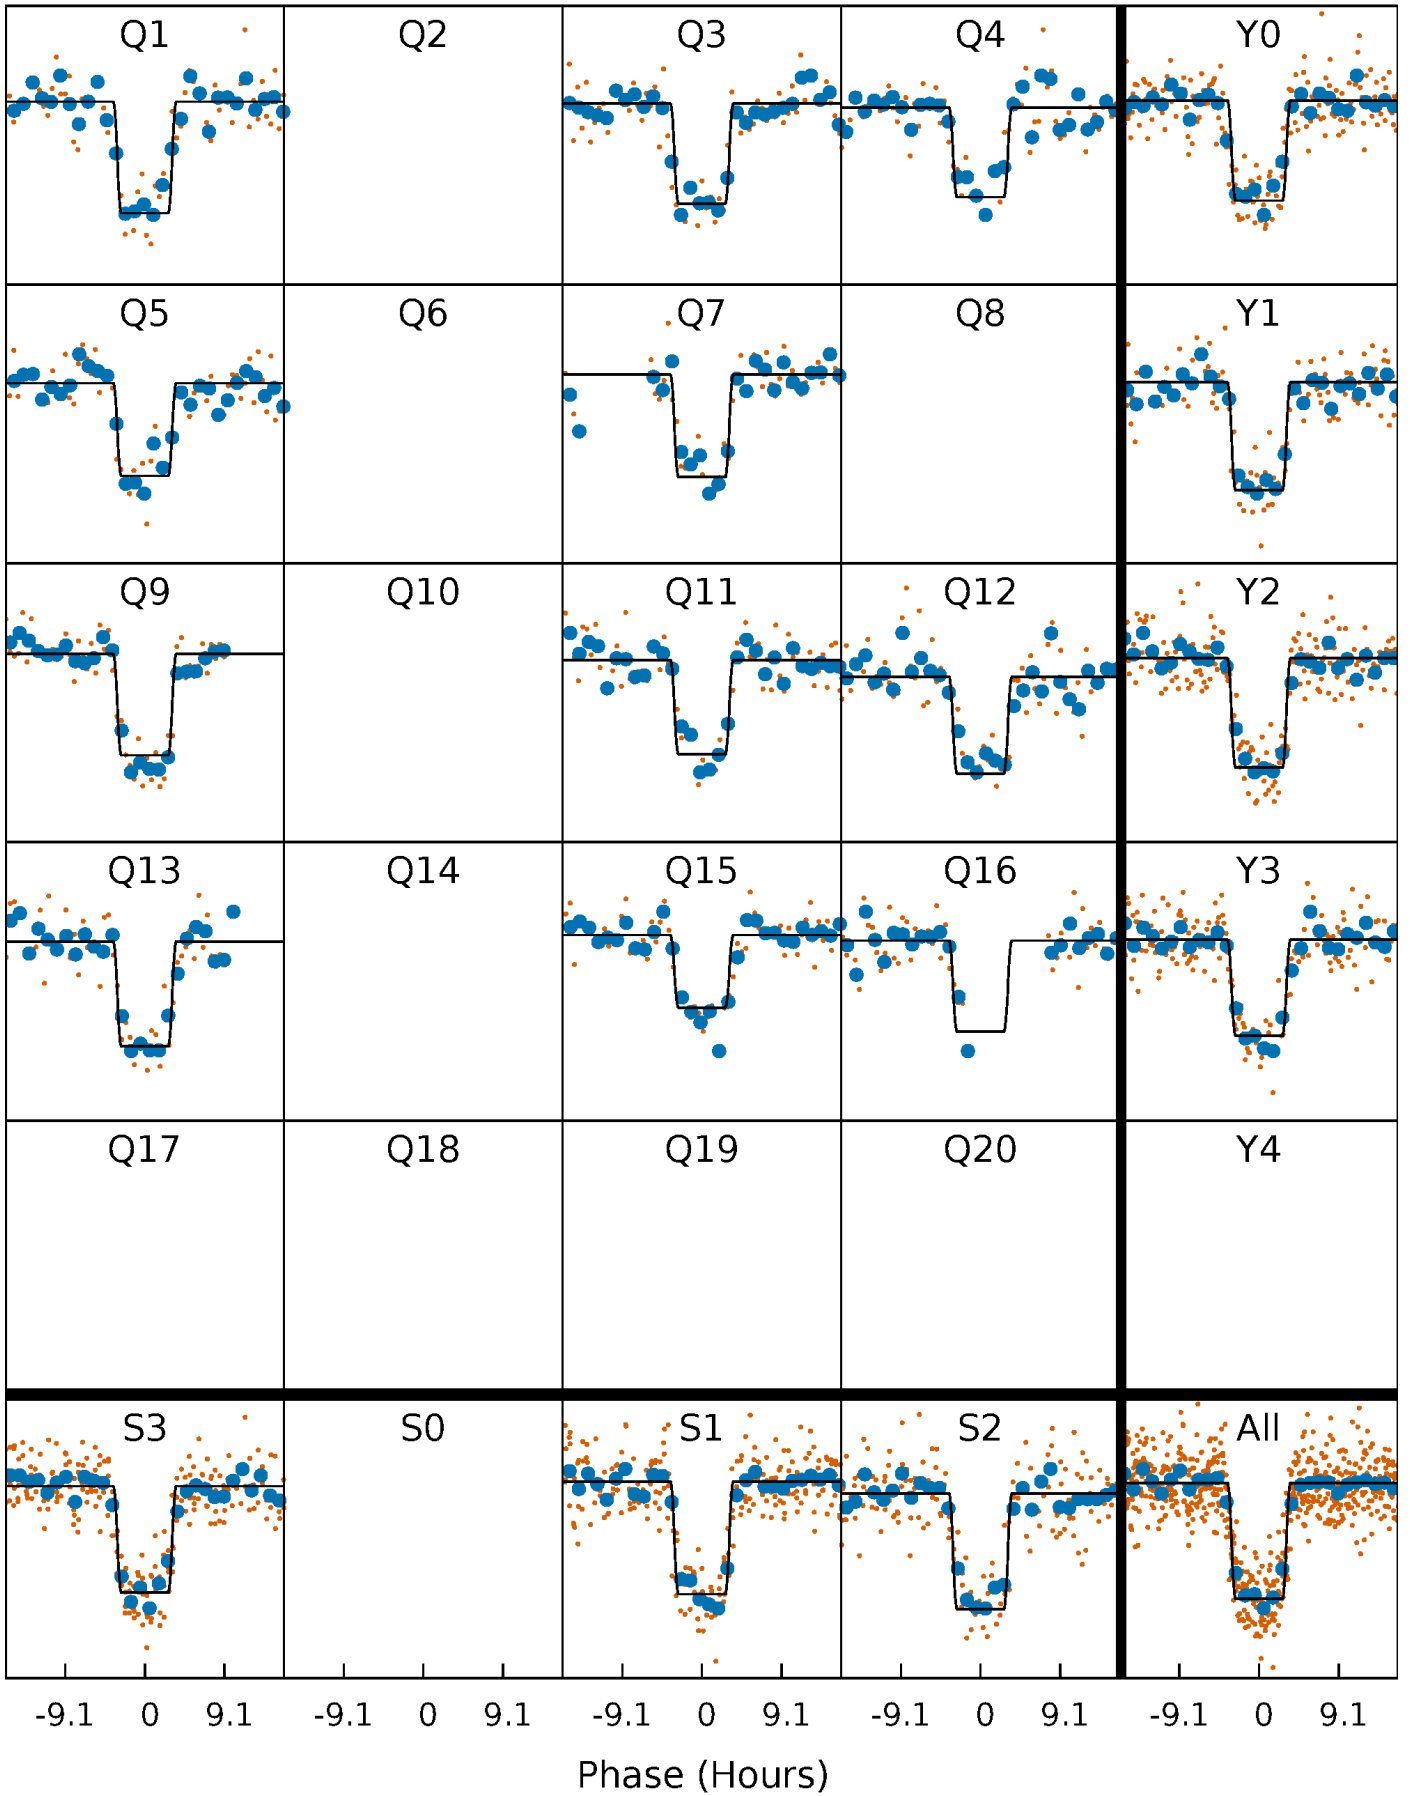 Q1 Q2 Q3 Q4 Y0
Q5 Q6 Q7 Q8 Y1
Q9 Q10 Q11 Q12 Y2
Q13 Q14 Q15 Q16 Y3
Q17 Q18 Q19 Q20 Y4
S3 S0 S1 S2 All
-9.1 0 9.1 -9.1 0 9.1 -9.1 0 9.1 -9.1 0 9.1 -9.1 0 9.1
Phase (Hours)